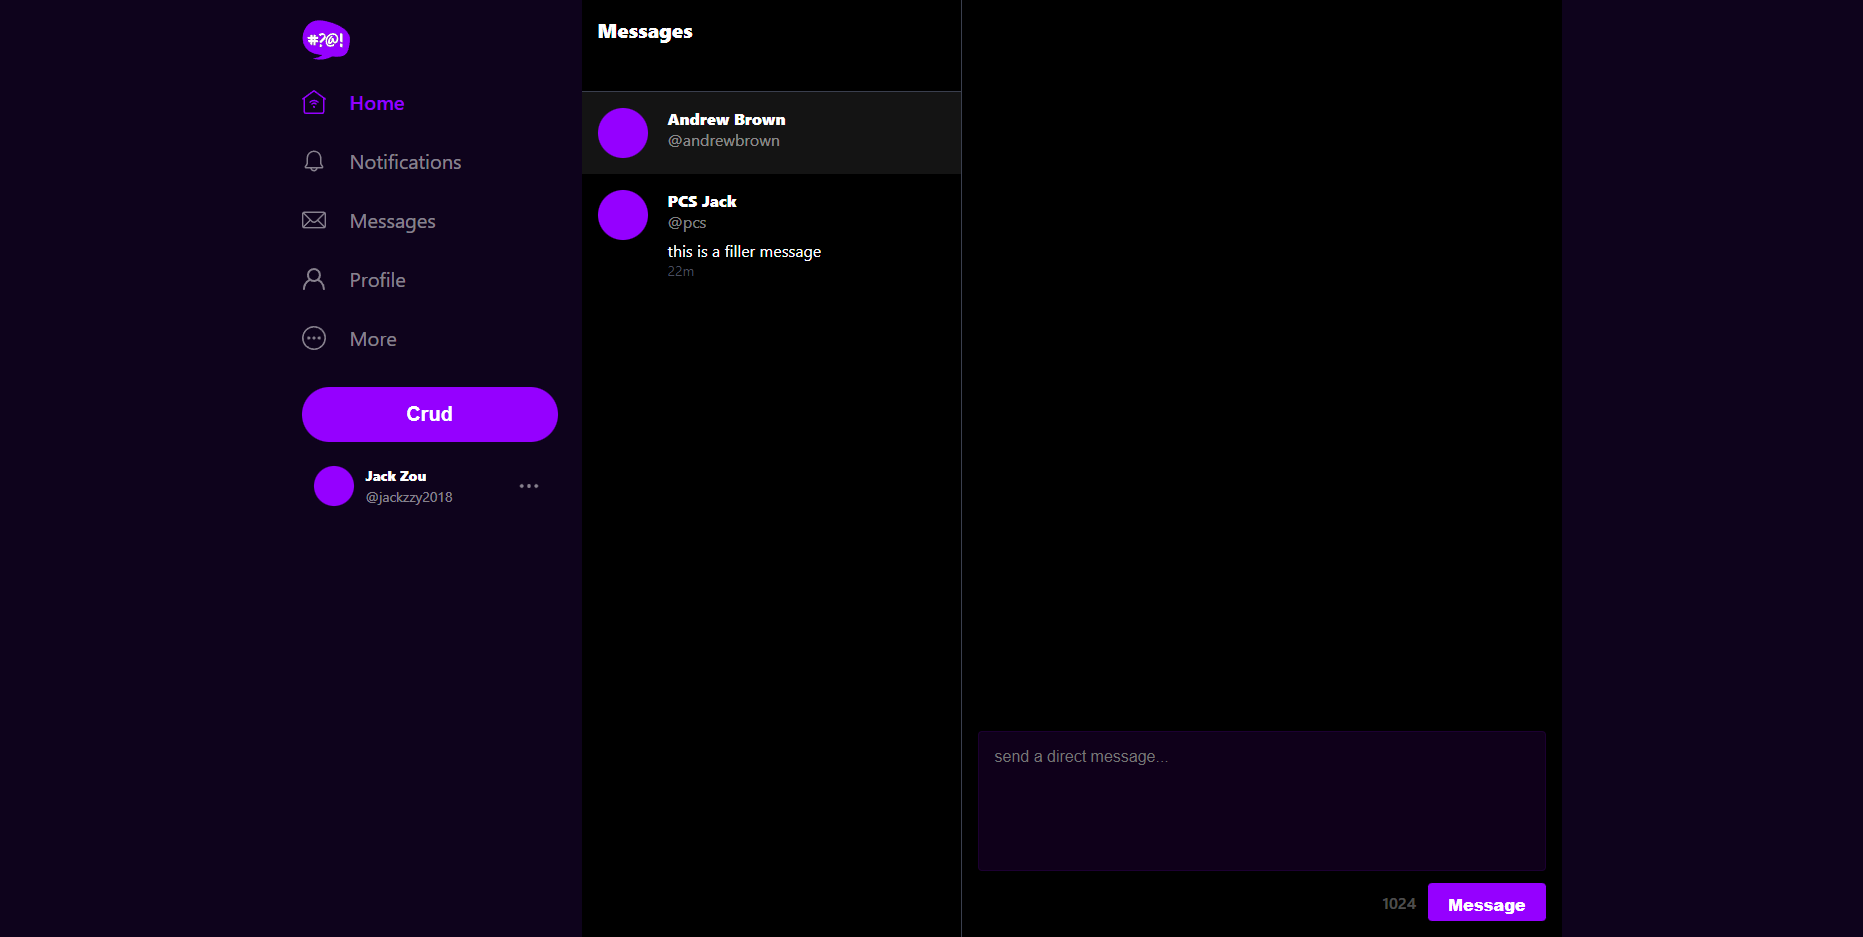 #?@!
Home
Notifications
Messages
Profile
More
Crud
Jack Zou
@jackzzy2018
Messages
Andrew Brown
@andrewbrown
PCS Jack
@pcs
this is a filler message
22m
send a direct message...
1024
Message